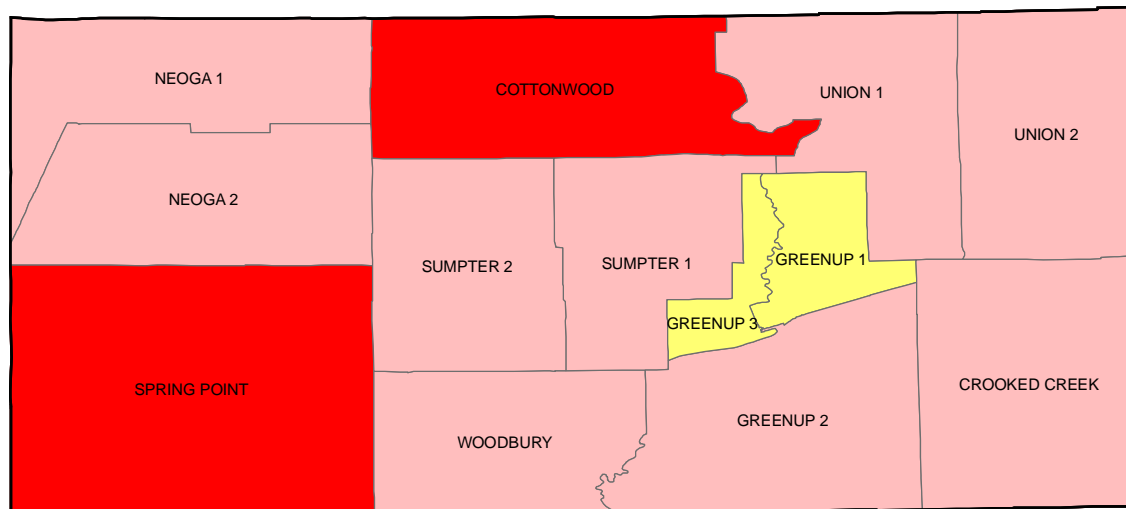 NEOGA 1
COTTONWOOD
UNION 1
UNION 2
NEOGA 2
SUMPTER 2
SUMPTER 1
GREENUP 1
GREENUP 3
SPRING POINT
CROOKED CREEK
GREENUP 2
WOODBURY